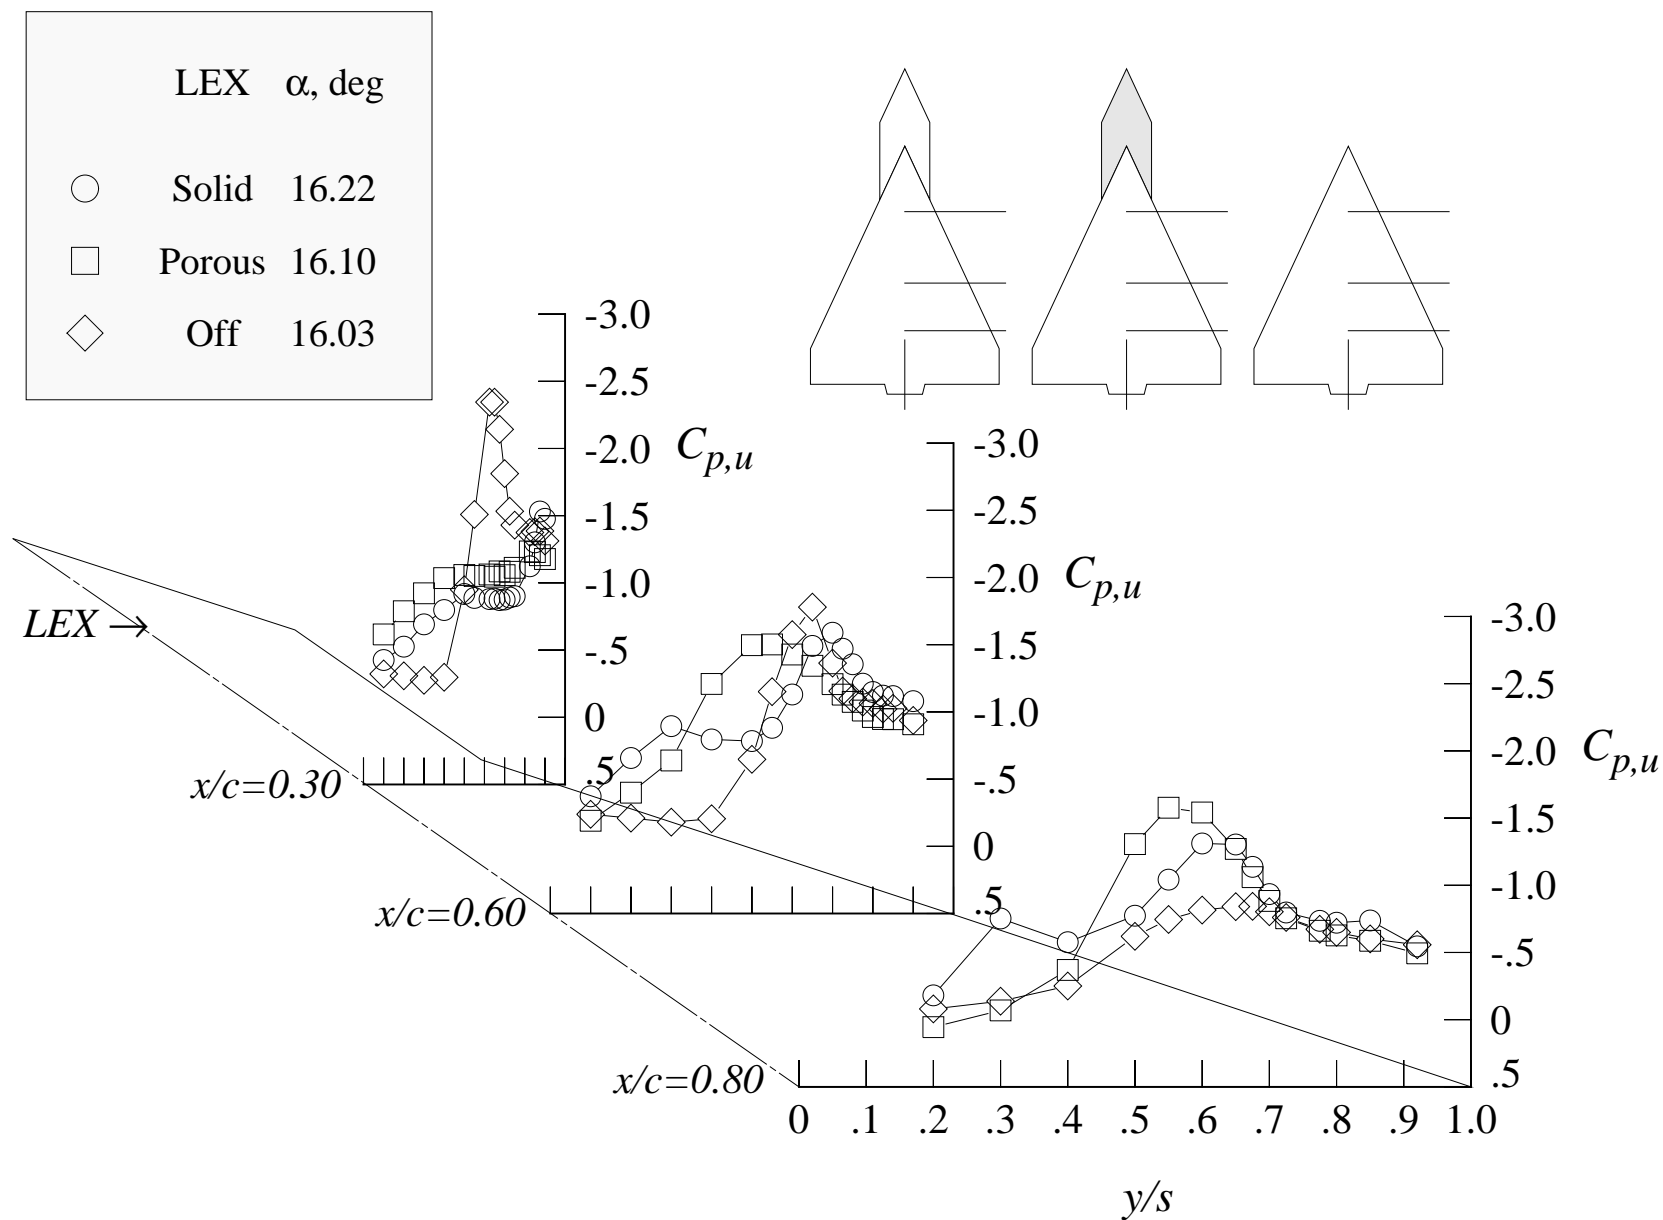 LEX α, deg
Solid 16.22
Porous 16.10
Off 16.03
-3.0
-2.5
-2.0
-1.5
-1.0
-.5
0
.5
Cp,u
x/c=0.30
LEX →
-3.0
-2.5
-2.0
-1.5
-1.0
-.5
0
.5
Cp,u
x/c=0.60
-3.0
-2.5
-2.0
-1.5
-1.0
-.5
0
.5
Cp,u
x/c=0.80
0 .1 .2 .3 .4 .5 .6 .7 .8 .9 1.0
y/s